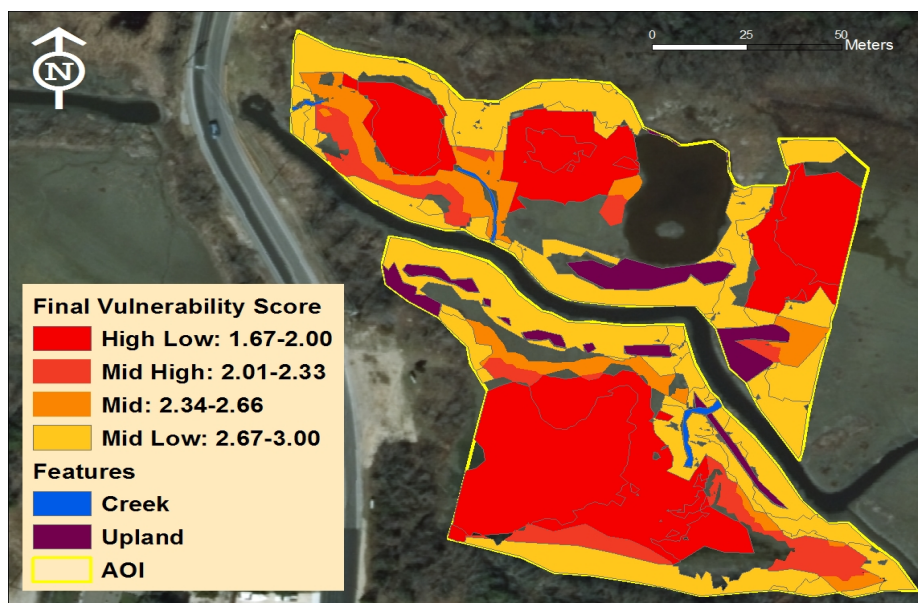 N
0 25 50
Meters
Final Vulnerability Score
High Low: 1.67-2.00
Mid High: 2.01-2.33
Mid: 2.34-2.66
Mid Low: 2.67-3.00
Features
Creek
Upland
AOI